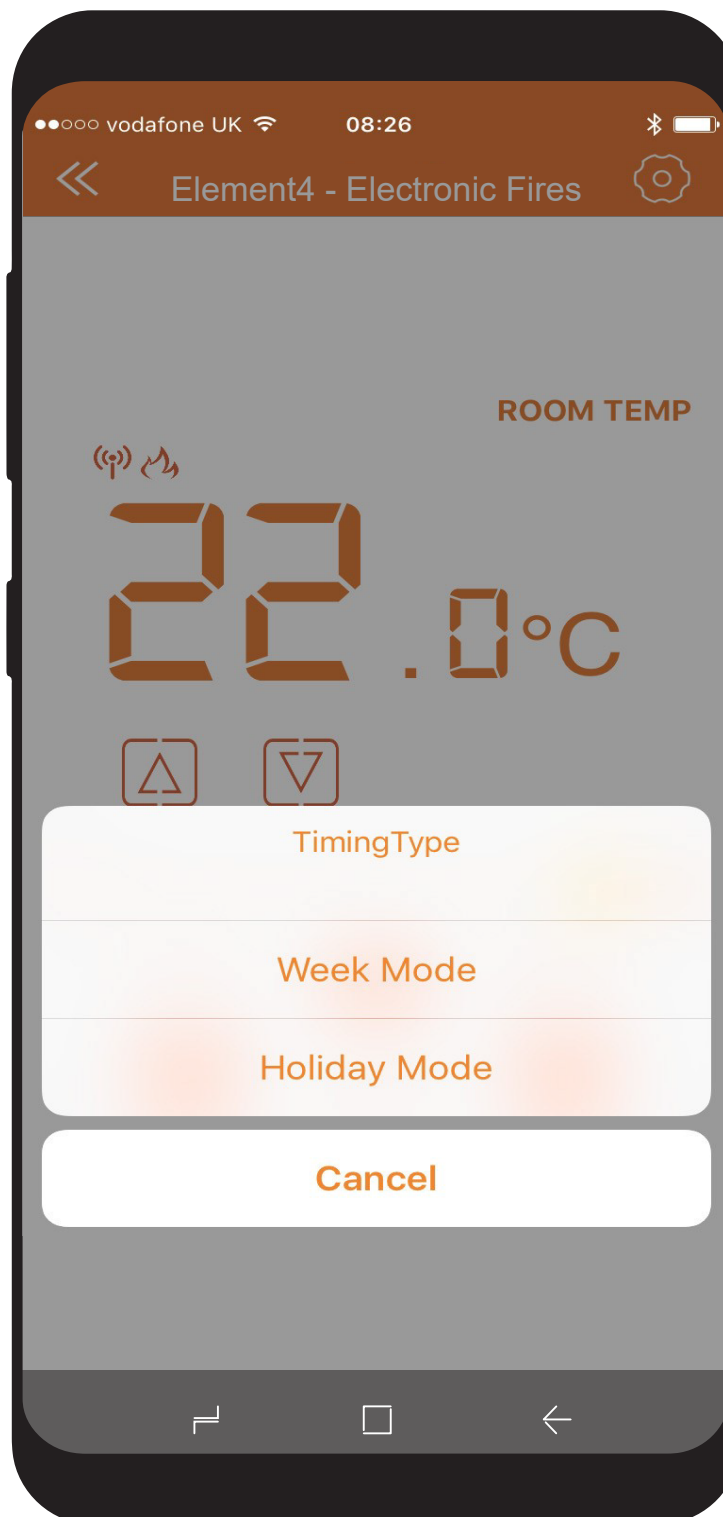 vodafone UK 08:26
Element4 - Electronic Fires
ROOM TEMP
22.0°C
TimingType
Week Mode
Holiday Mode
Cancel